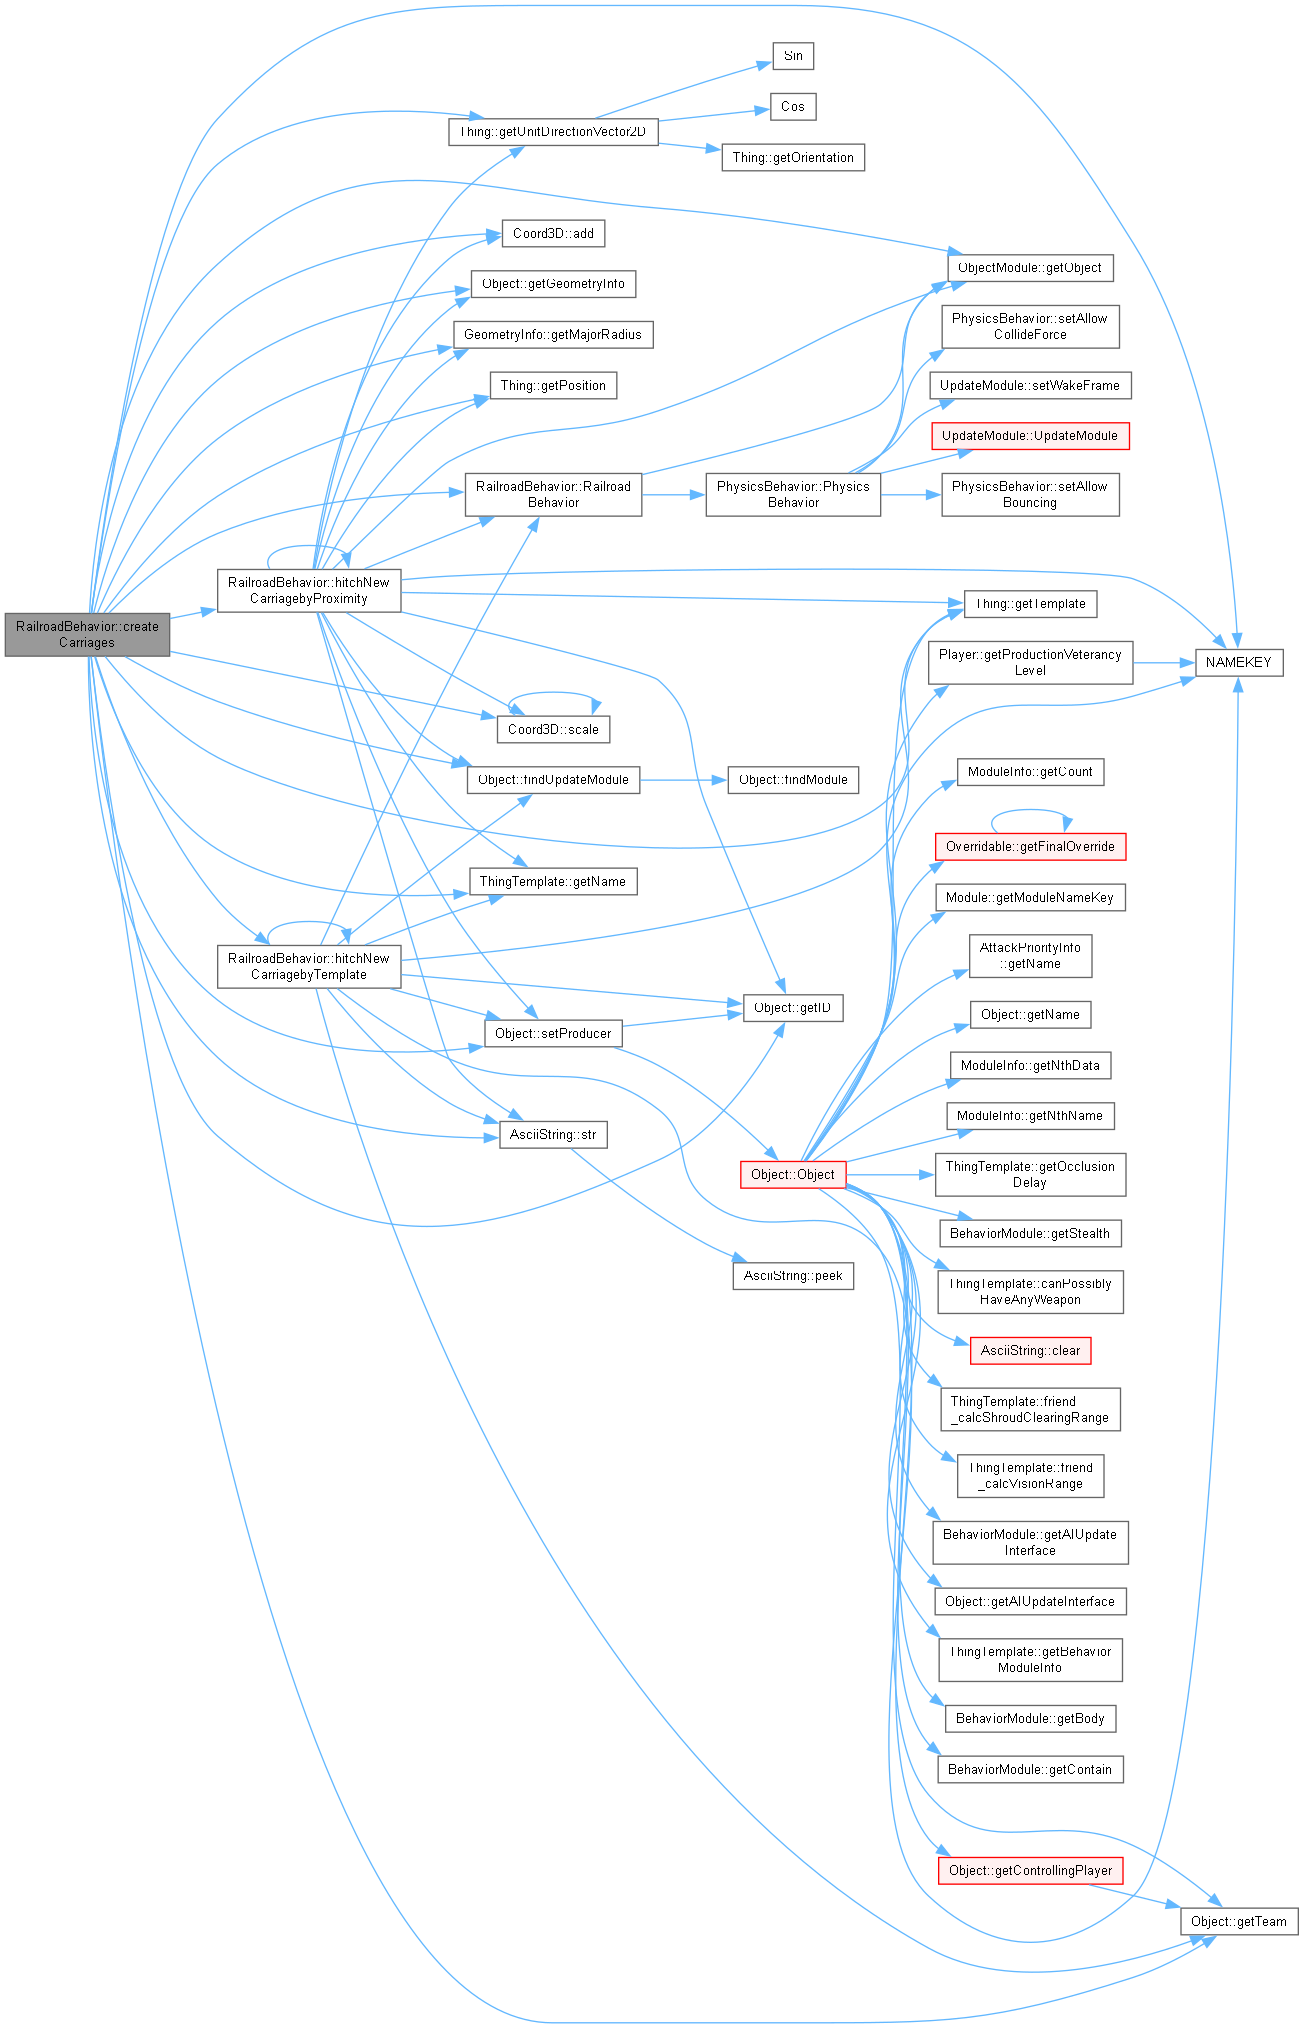 Sin
Cos
Thing::getUnitDirectionVector2D
Thing::getOrientation
Coord3D::add
ObjectModule::getObject
Object::getGeometryInfo
PhysicsBehavior::setAllow
CollideForce
GeometryInfo::getMajorRadius
Thing::getPosition
UpdateModule::setWakeFrame
UpdateModule::UpdateModule
RailroadBehavior::Railroad
Behavior
PhysicsBehavior::Physics
Behavior
PhysicsBehavior::setAllow
Bouncing
RailroadBehavior::hitchNew
CarriagebyProximity
Thing::getTemplate
RailroadBehavior::create
Carriages
Player::getProductionVeterancy
Level
NAMEKEY
Coord3D::scale
ModuleInfo::getCount
Object::findUpdateModule
Object::findModule
Overridable::getFinalOverride
ThingTemplate::getName
Module::getModuleNameKey
RailroadBehavior::hitchNew
CarriagebyTemplate
AttackPriorityInfo
::getName
Object::getID
Object::getName
Object::setProducer
ModuleInfo::getNthData
ModuleInfo::getNthName
AsciiString::str
Object::Object
ThingTemplate::getOcclusion
Delay
BehaviorModule::getStealth
AsciiString::peek
ThingTemplate::canPossibly
HaveAnyWeapon
AsciiString::clear
ThingTemplate::friend
_calcShroudClearingRange
ThingTemplate::friend
_calcVisionRange
BehaviorModule::getAIUpdate
Interface
Object::getAIUpdateInterface
ThingTemplate::getBehavior
ModuleInfo
BehaviorModule::getBody
BehaviorModule::getContain
Object::getControllingPlayer
Object::getTeam